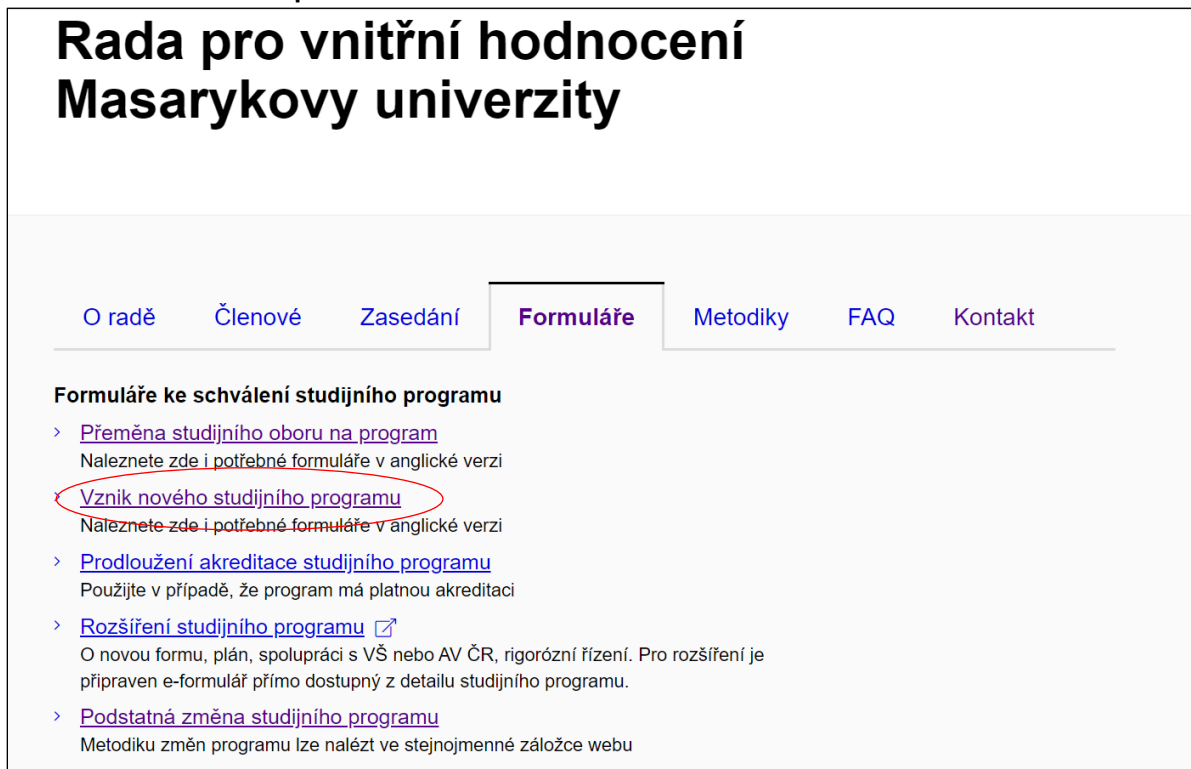 Rada pro vnitřní hodnocení
Masarykovy univerzity
O radě Členové Zasedání Formuláře Metodiky FAQ Kontakt
Formuláře ke schválení studijního programu
Přeměna studijního oboru na program
Naleznete zde i potřebné formuláře v anglické verzi
Vznik nového studijního programu
Naleznete zde i potřebné formuláře v anglické verzi
Prodloužení akreditace studijního programu
Použijte v případě, že program má platnou akreditaci
Rozšíření studijního programu
O novou formu, plán, spolupráci s VŠ nebo AV ČR, rigorózní řízení. Pro rozšíření je
připraven e-formulář přímo dostupný z detailu studijního programu.
Podstatná změna studijního programu
Metodiku změn programu lze nalézt ve stejnojmenné záložce webu